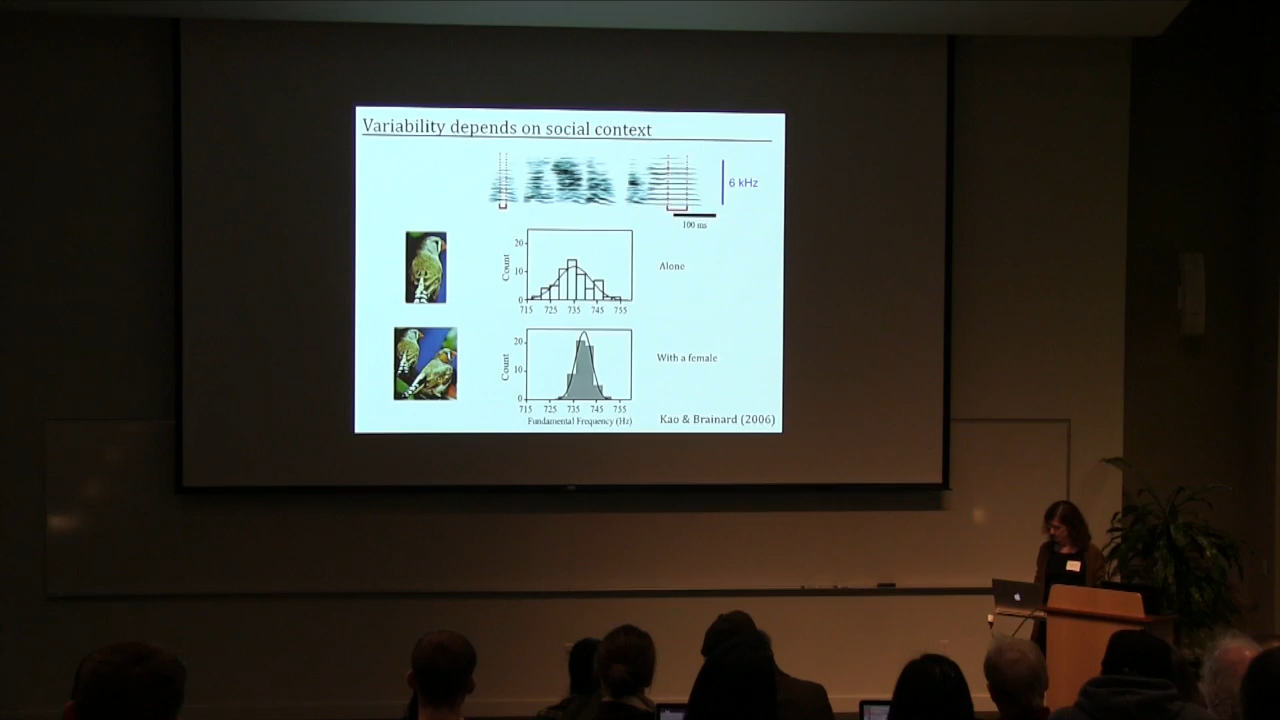 Variability depends on social context
6 kHz
100 ms
20
10
0
Count
715 725 735 745 755
Alone
20
10
0
Count
715 725 735 745 755
Fundamental Frequency (Hz)
With a female
Kao & Brainard (2006)